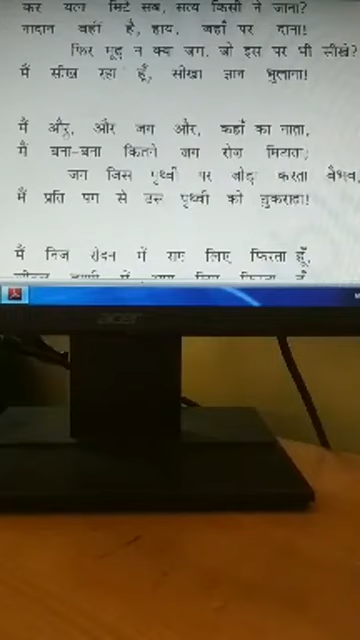 कर यत्न मिटे सब, सत्य किसी ने जाना?
नादान वहीं है, हाय, जहाँ पर दाना!
फिर मूढ़ न क्या जग, जो इस पर भी सीखे?
मैं सीख रहा हूँ, सीखा ज्ञान भुलाना!
मैं और, और जग और, कहाँ का नाता,
मैं बना-बना कितने जग रोज़ मिटाता;
जग जिस पृथ्वी पर जोड़ा करता वैभव,
मैं प्रति पग से उस पृथ्वी को ठुकराता!
मैं निज रोदन में राग लिए फिरता हूँ,
acer